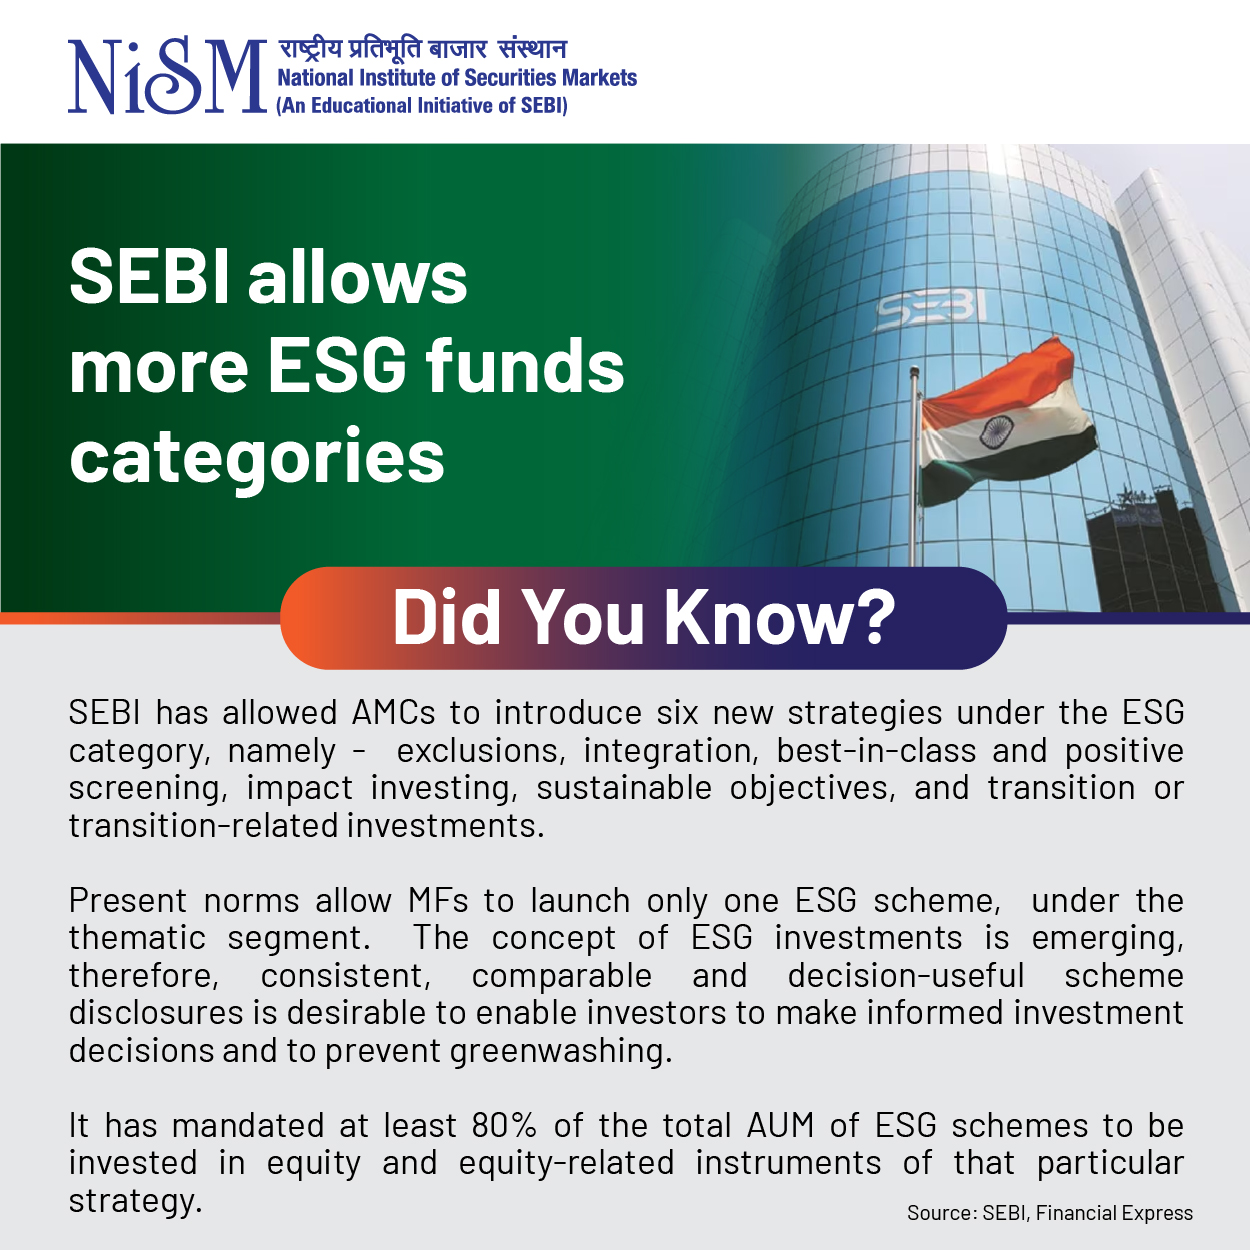 NiSM
राष्ट्रीय प्रतिभूति बाजार संस्थान
National Institute of Securities Markets
(An Educational Initiative of SEBI)
SEBI allows
more ESG funds
categories
SEBI
Did You Know?
SEBI has allowed AMCs to introduce six new strategies under the ESG
category, namely - exclusions, integration, best-in-class and positive
screening, impact investing, sustainable objectives, and transition or
transition-related investments.
Present norms allow MFs to launch only one ESG scheme, under the
thematic segment. The concept of ESG investments is emerging,
therefore, consistent, comparable and decision-useful scheme
disclosures is desirable to enable investors to make informed investment
decisions and to prevent greenwashing.
It has mandated at least 80% of the total AUM of ESG schemes to be
invested in equity and equity-related instruments of that particular
strategy.
Source: SEBI, Financial Express